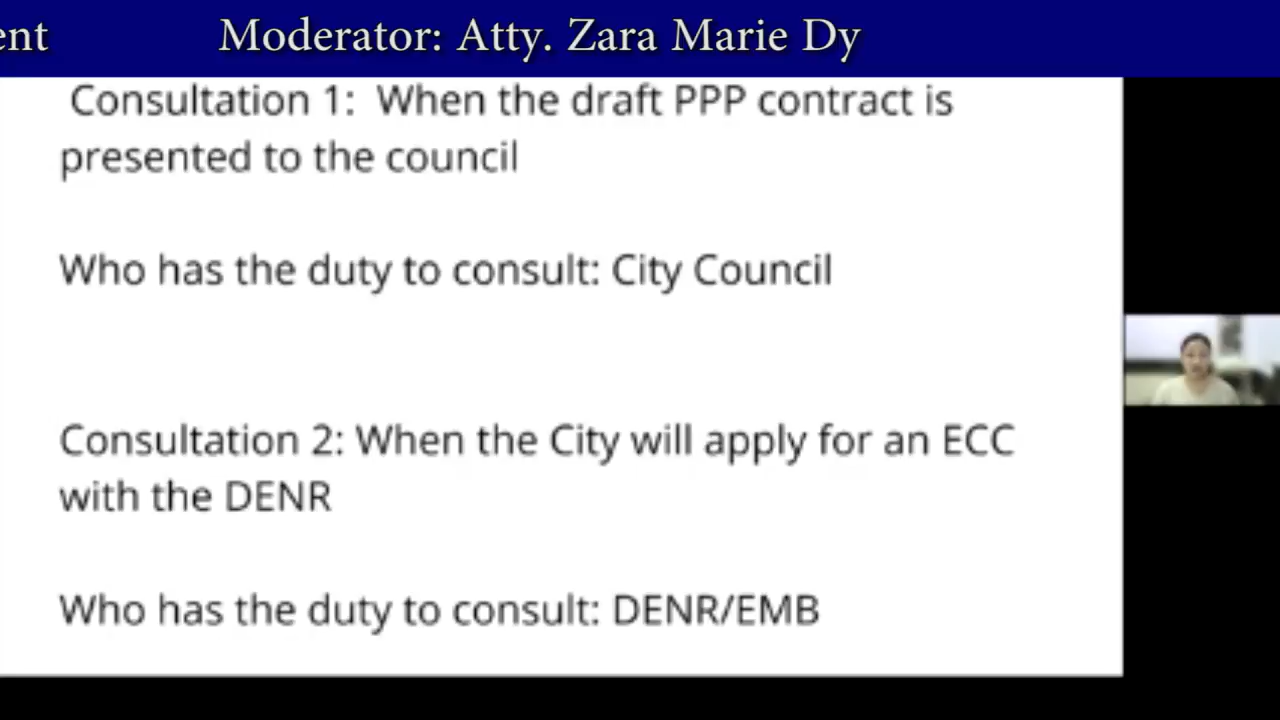 ent Moderator: Atty. Zara Marie Dy
Consultation 1: When the draft PPP contract is
presented to the council
Who has the duty to consult: City Council
Consultation 2: When the City will apply for an ECC
with the DENR
Who has the duty to consult: DENR/EMB